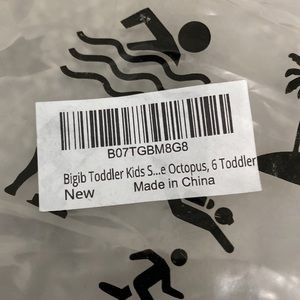 B07TGBM8G8
Bigib Toddler Kids S...e Octopus, 6 Toddler
New
Made in China